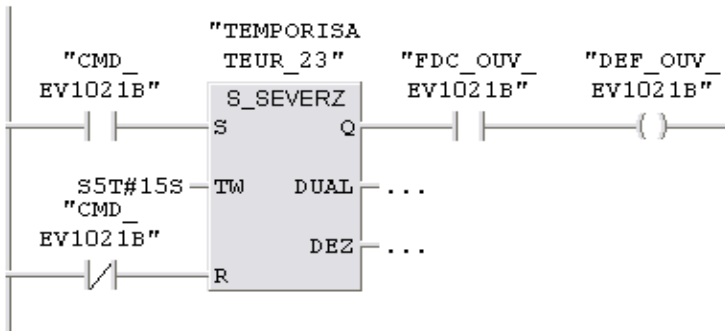 "TEMPORISA
TEUR_23"
"CMD_
EV1021B"
"FDC_OUV_
EV1021B"
"DEF_OUV_
EV1021B"
S_SEVERZ
S
Q
S5T#15S
TW
DUAL
...
"CMD_
EV1021B"
DEZ
...
R